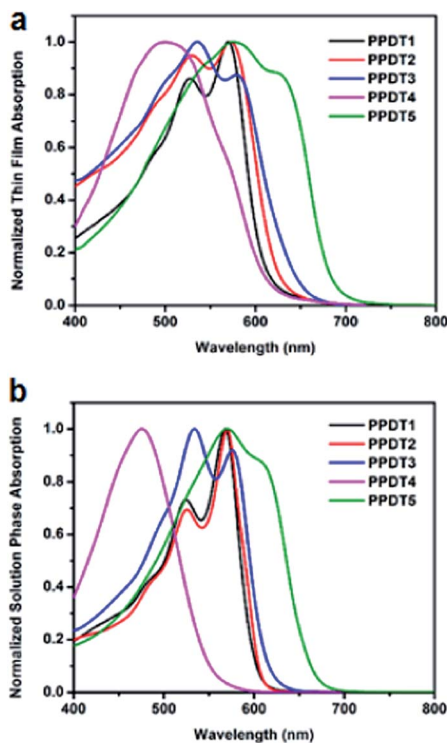 a
Normalized Thin Film Absorption
1.0
0.8
0.6
0.4
0.2
0.0
PPDT1
PPDT2
PPDT3
PPDT4
PPDT5
400 500 600 700 800
Wavelength (nm)
b
Normalized Solution Phase Absorption
1.0
0.8
0.6
0.4
0.2
0.0
PPDT1
PPDT2
PPDT3
PPDT4
PPDT5
400 500 600 700 800
Wavelength (nm)